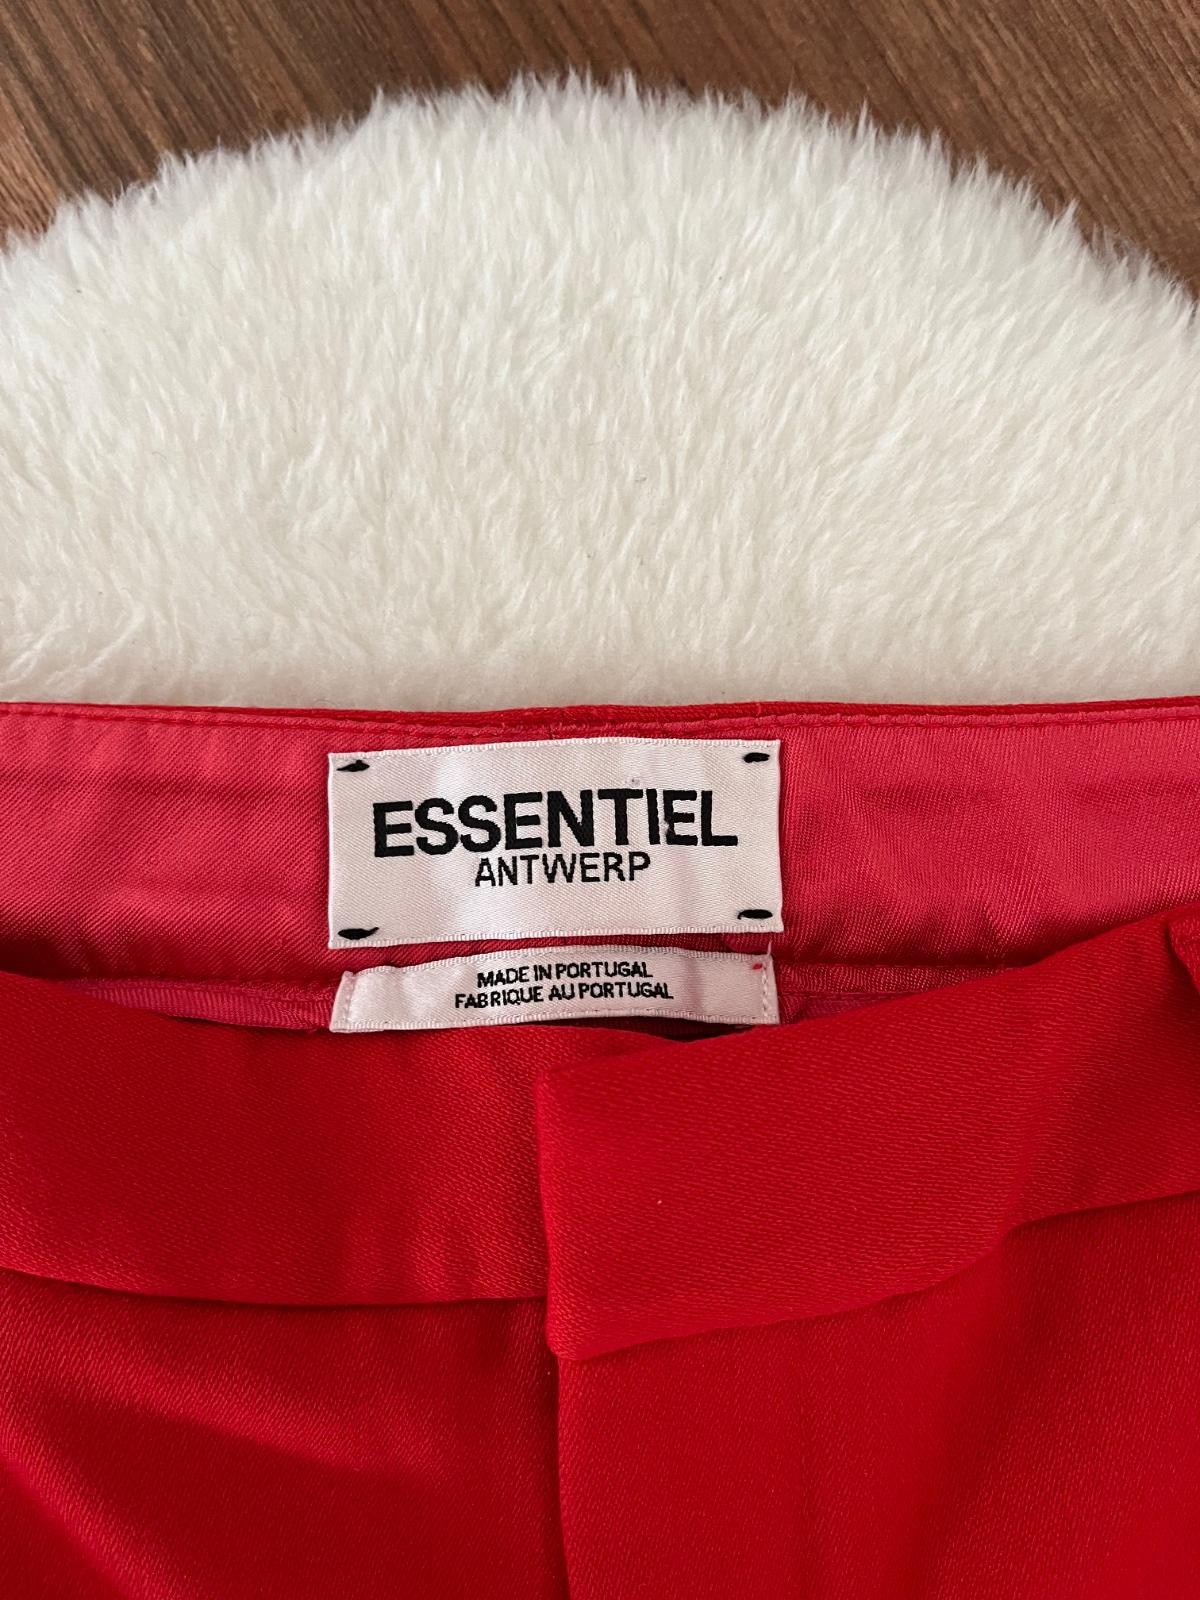 ESSENTIEL
ANTWERP
MADE IN PORTUGAL
FABRIQUE AU PORTUGAL